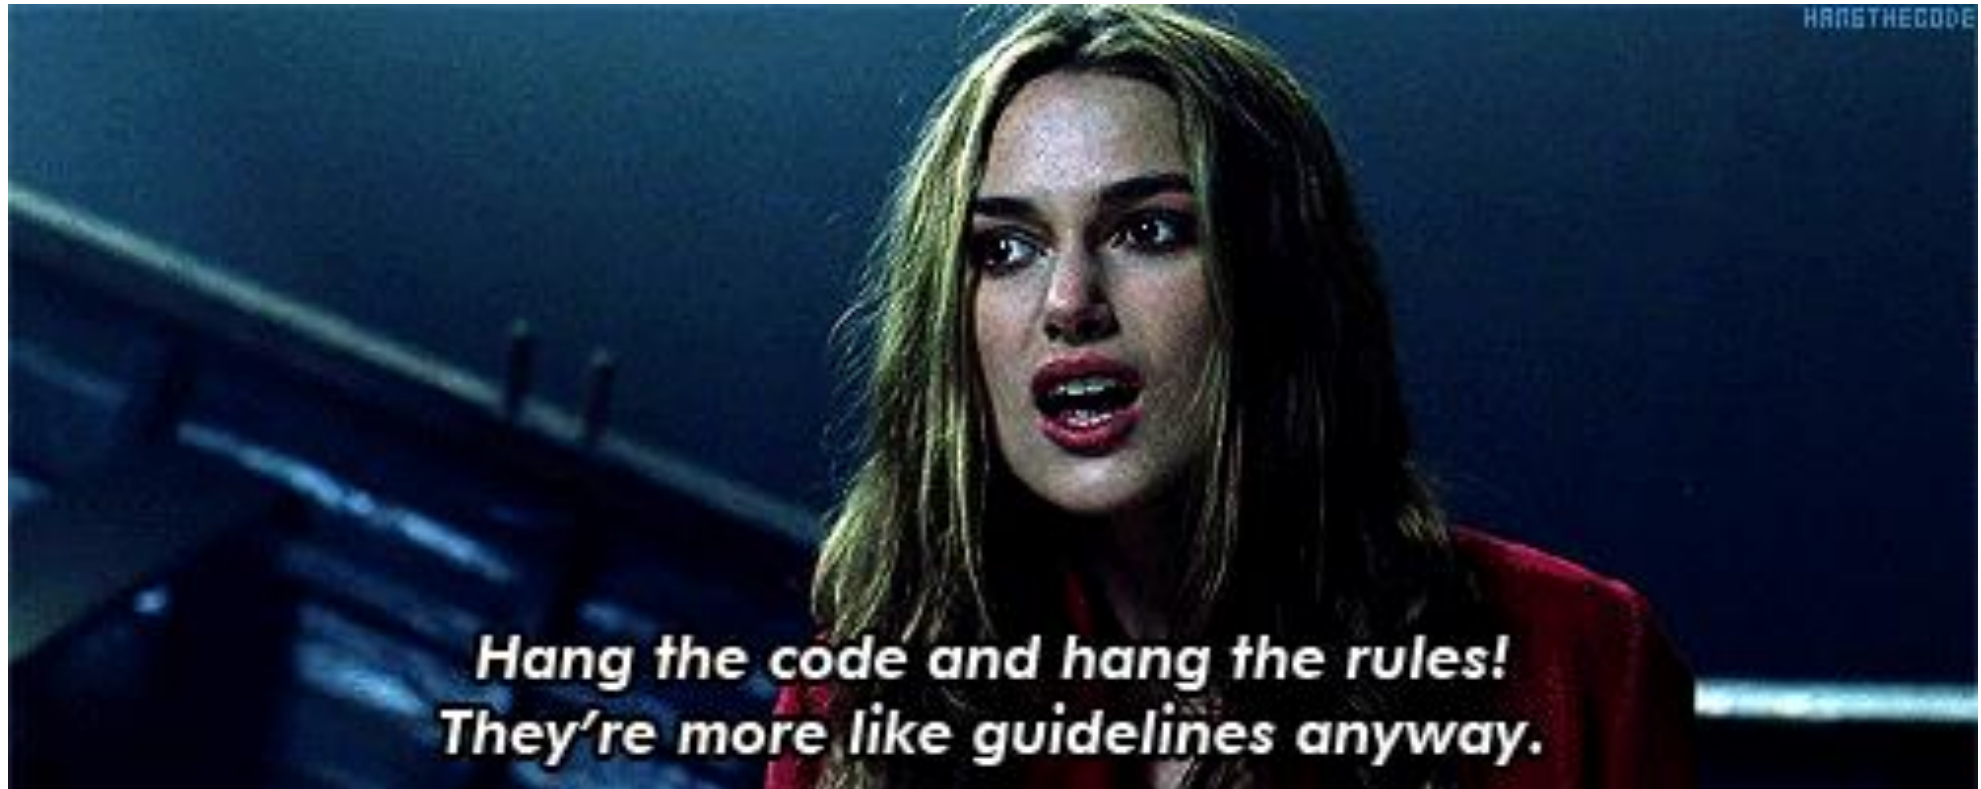 HANGTHECODE
Hang the code and hang the rules!
They're more like guidelines anyway.